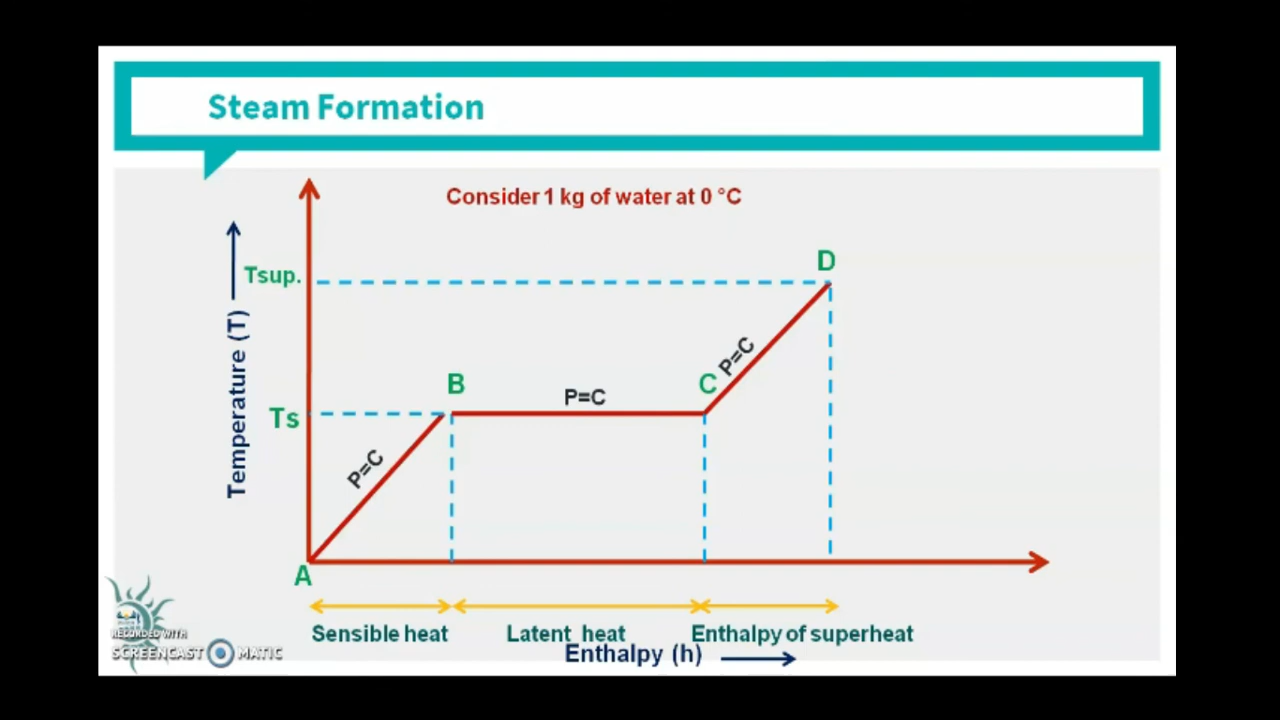 Steam Formation
Consider 1 kg of water at 0 °C
D
Tsup.
Temperature (T)
P=C
B
C
P=C
Ts
P=C
A
Sensible heat
Latent heat
Enthalpy of superheat
Enthalpy (h)
RECORDED WITH
SCREENCAST MATIC